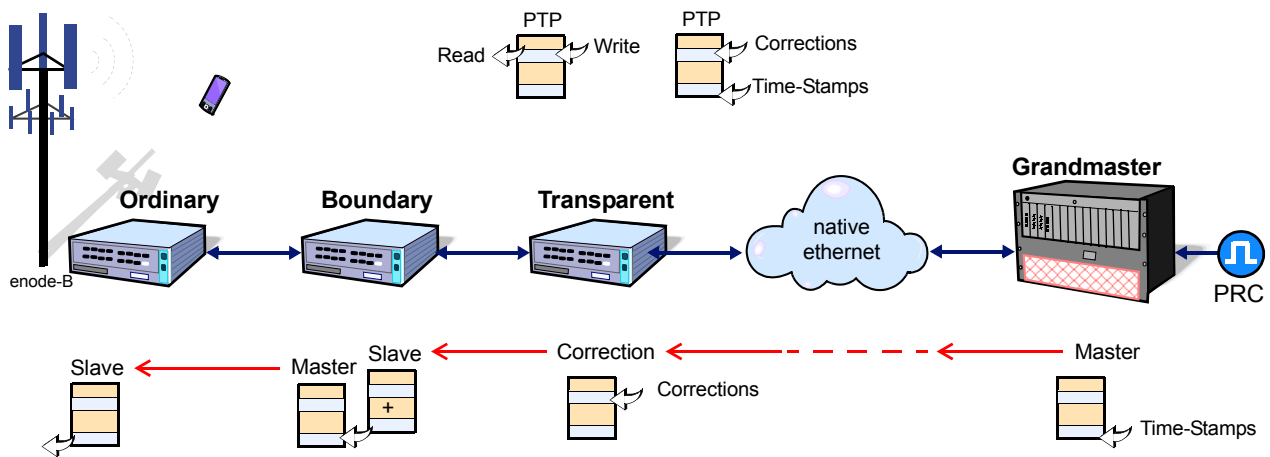 PTP
PTP
Read
Write
Corrections
Time-Stamps
Grandmaster
Ordinary
Boundary
Transparent
native
ethernet
enode-B
PRC
Slave
Master
Slave
Correction
Master
+
Corrections
Time-Stamps